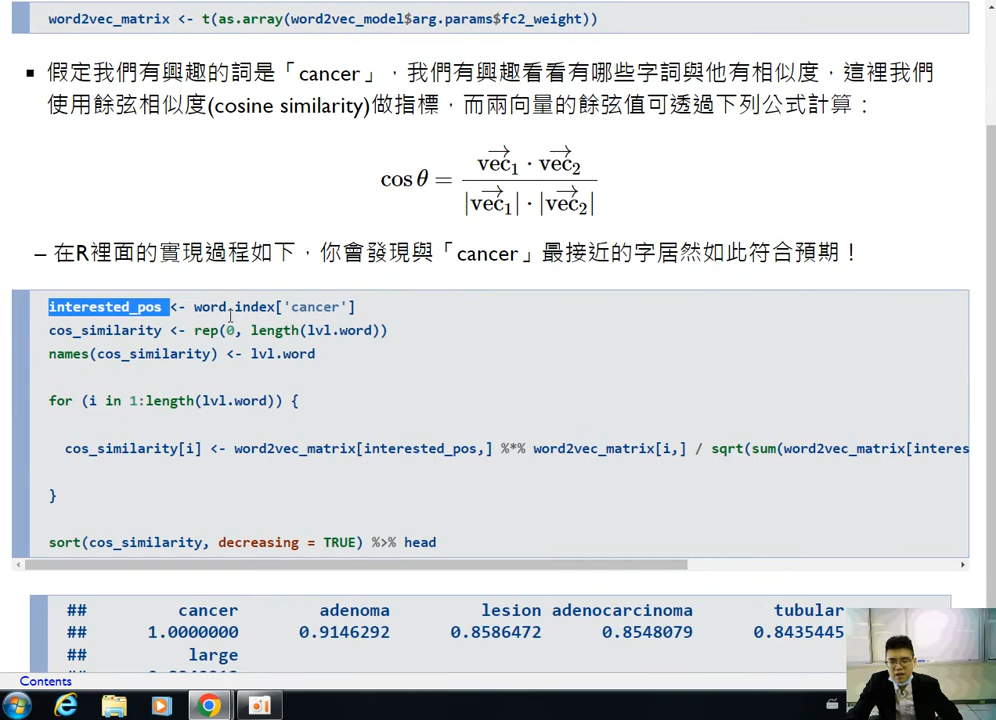 word2vec_matrix <- t(as.array(word2vec_model$arg.params$fc2_weight))
▪ 假定我們有興趣的詞是「cancer」，我們有興趣看看有哪些字詞與他有相似度，這裡我們
使用餘弦相似度(cosine similarity)做指標，而兩向量的餘弦值可透過下列公式計算：
cos θ = (vec₁ · vec₂) / (|vec₁| · |vec₂|)
– 在R裡面的實現過程如下，你會發現與「cancer」最接近的字居然如此符合預期！
interested_pos <- word.index['cancer']
cos_similarity <- rep(0, length(lvl.word))
names(cos_similarity) <- lvl.word
for (i in 1:length(lvl.word)) {
cos_similarity[i] <- word2vec_matrix[interested_pos,] %*% word2vec_matrix[i,] / sqrt(sum(word2vec_matrix[interes
}
sort(cos_similarity, decreasing = TRUE) %>% head
## cancer adenoma lesion adenocarcinoma tubular
## 1.0000000 0.9146292 0.8586472 0.8548079 0.8435445
## large
Contents